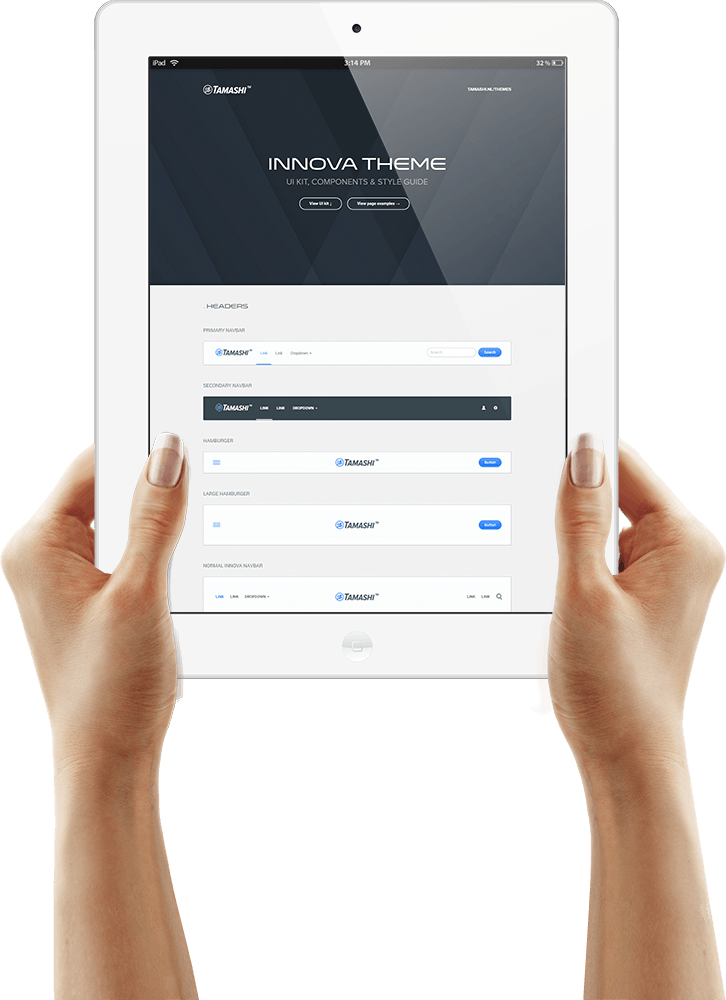 iPad 3:14 PM 32 %
TAMASHI™ TAMASHI.NL/THEMES
INNOVA THEME
UI KIT, COMPONENTS & STYLE GUIDE
View UI kit ↓ View page examples →
. HEADERS
PRIMARY NAVBAR
TAMASHI™ Link Link Dropdown Search Search
SECONDARY NAVBAR
TAMASHI™ LINK LINK DROPDOWN
HAMBURGER
TAMASHI™ Button
LARGE HAMBURGER
TAMASHI™ Button
NORMAL INNOVA NAVBAR
LINK LINK DROPDOWN TAMASHI™ LINK LINK